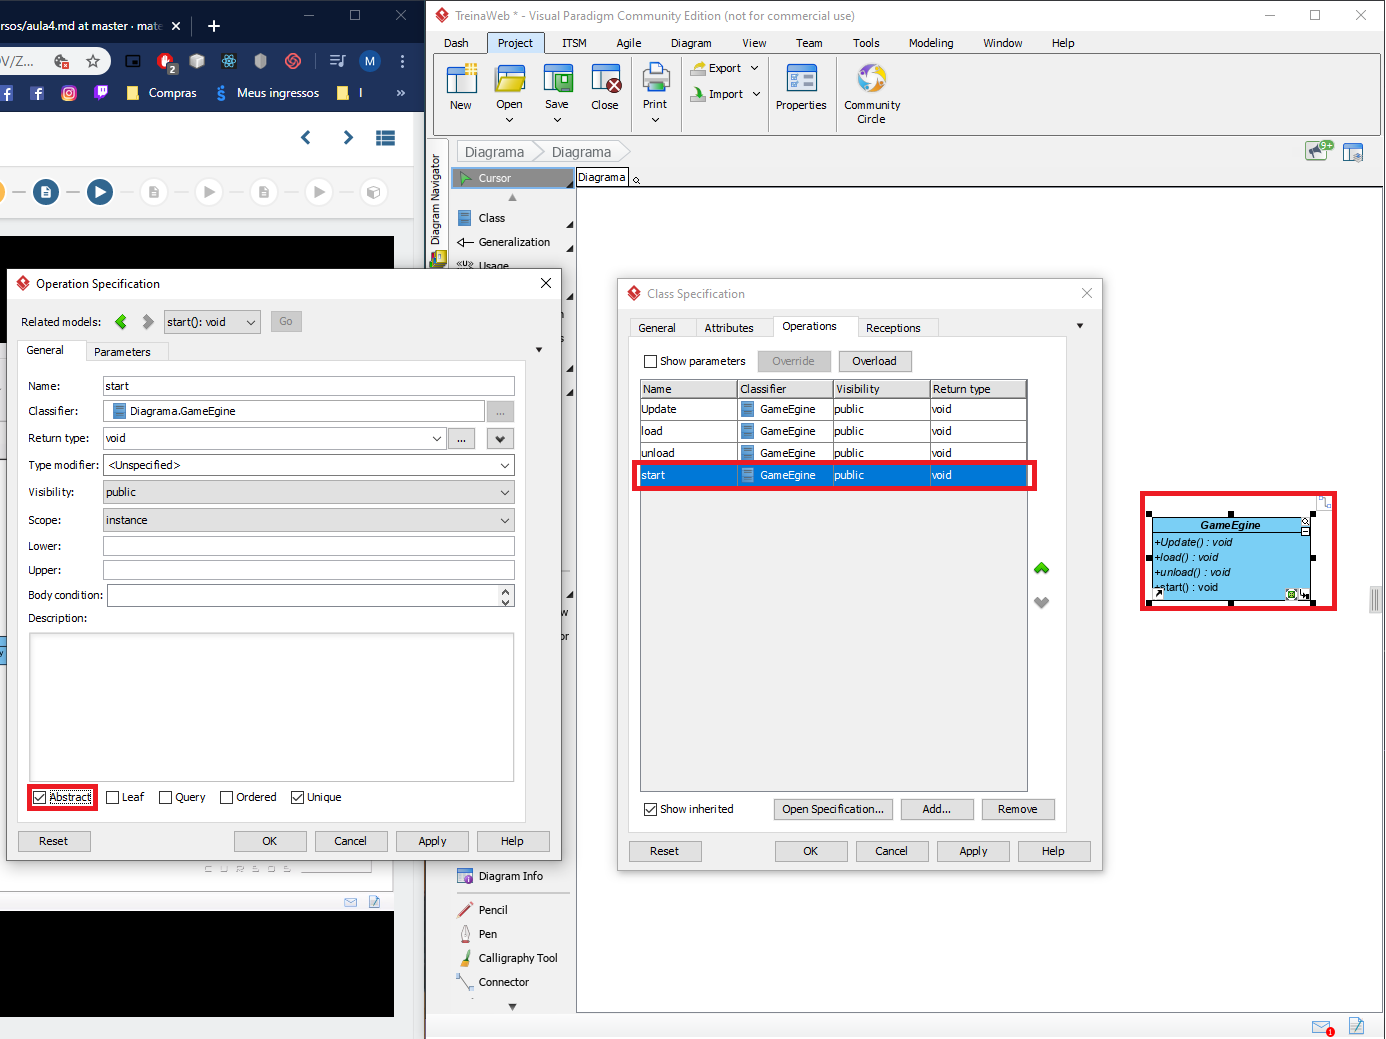 ursos/aula4.md at master · mate
OV/Z...
2
M
Compras
Meus ingressos
I
»
TreinaWeb * - Visual Paradigm Community Edition (not for commercial use)
Dash
Project
ITSM
Agile
Diagram
View
Team
Tools
Modeling
Window
Help
New
Open
Save
Close
Print
Export
Import
Properties
Community
Circle
Diagrama
Diagrama
9+
Diagram Navigator
Cursor
Diagrama
Class
Generalization
Usage
Operation Specification
Related models:
start(): void
Go
General
Parameters
Name:
start
Classifier:
Diagrama.GameEgine
...
Return type:
void
...
Type modifier:
<Unspecified>
Visibility:
public
Scope:
instance
Lower:
Upper:
Body condition:
Description:
Abstract
Leaf
Query
Ordered
Unique
Reset
OK
Cancel
Apply
Help
CURSOS
Class Specification
General
Attributes
Operations
Receptions
Show parameters
Override
Overload
Name
Classifier
Visibility
Return type
Update
GameEgine
public
void
load
GameEgine
public
void
unload
GameEgine
public
void
start
GameEgine
public
void
Show inherited
Open Specification...
Add...
Remove
Reset
OK
Cancel
Apply
Help
GameEgine
+Update() : void
+load() : void
+unload() : void
+start() : void
Diagram Info
Pencil
Pen
Calligraphy Tool
Connector
1